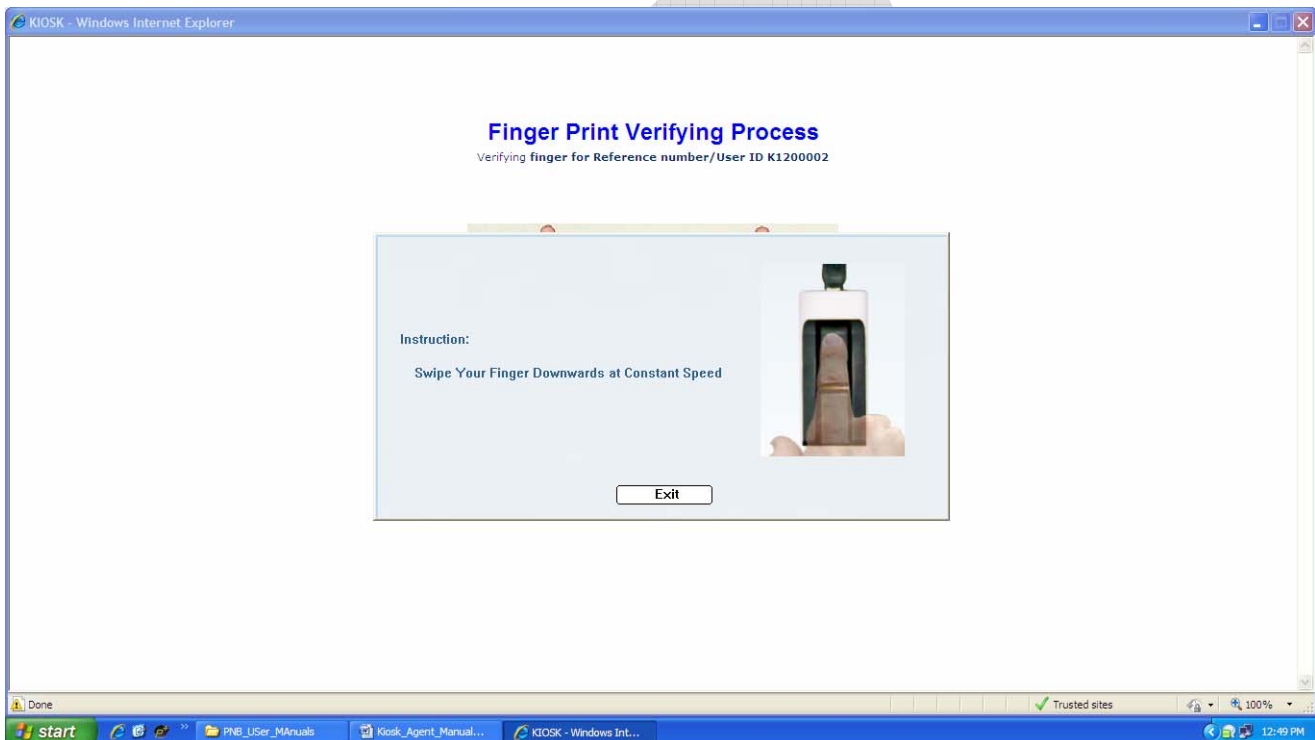 KIOSK - Windows Internet Explorer
Finger Print Verifying Process
Verifying finger for Reference number/User ID K1200002
Instruction:
Swipe Your Finger Downwards at Constant Speed
Exit
Done
Trusted sites
100%
start
PNB_USer_MAnuals
Kiosk_Agent_Manual...
KIOSK - Windows Int...
12:49 PM